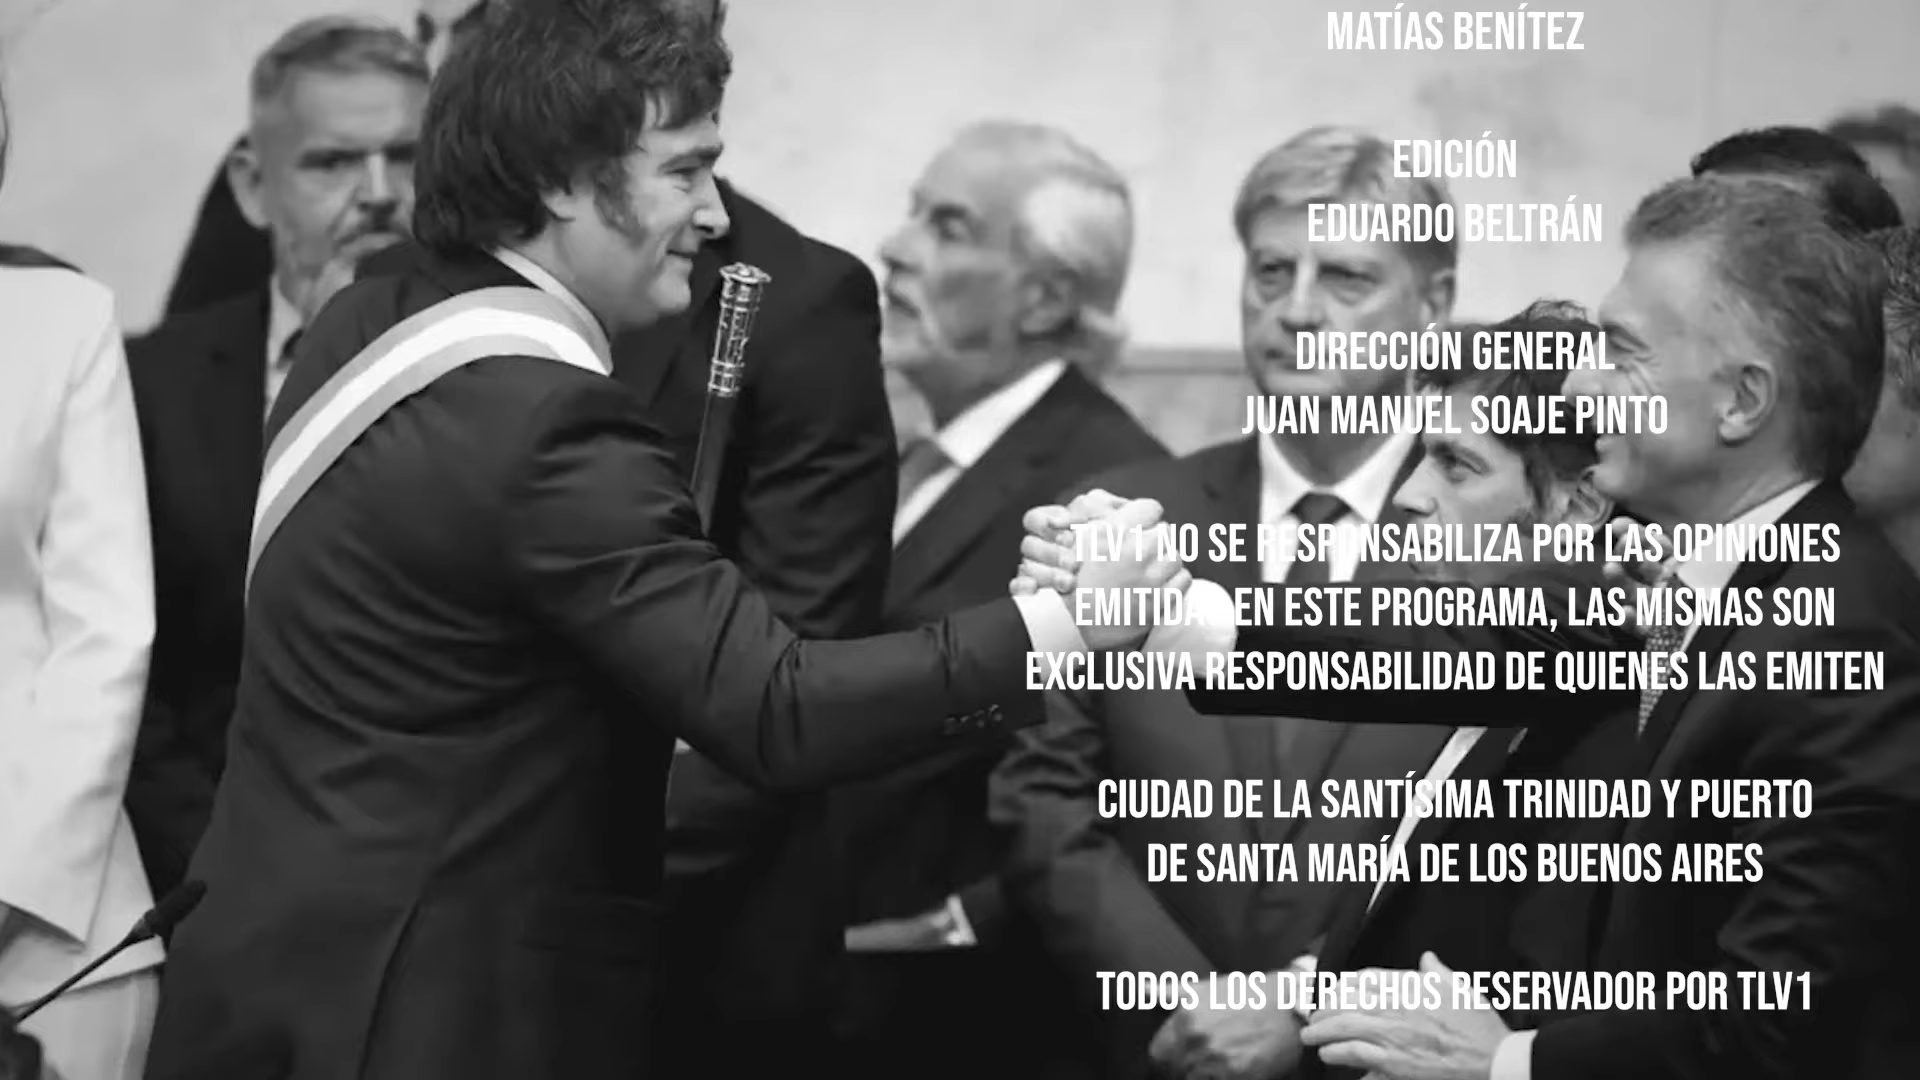 MATÍAS BENÍTEZ
EDICIÓN
EDUARDO BELTRÁN
DIRECCIÓN GENERAL
JUAN MANUEL SOAJE PINTO
TLV1 NO SE RESPONSABILIZA POR LAS OPINIONES
EMITIDAS EN ESTE PROGRAMA, LAS MISMAS SON
EXCLUSIVA RESPONSABILIDAD DE QUIENES LAS EMITEN
CIUDAD DE LA SANTÍSIMA TRINIDAD Y PUERTO
DE SANTA MARÍA DE LOS BUENOS AIRES
TODOS LOS DERECHOS RESERVADOR POR TLV1